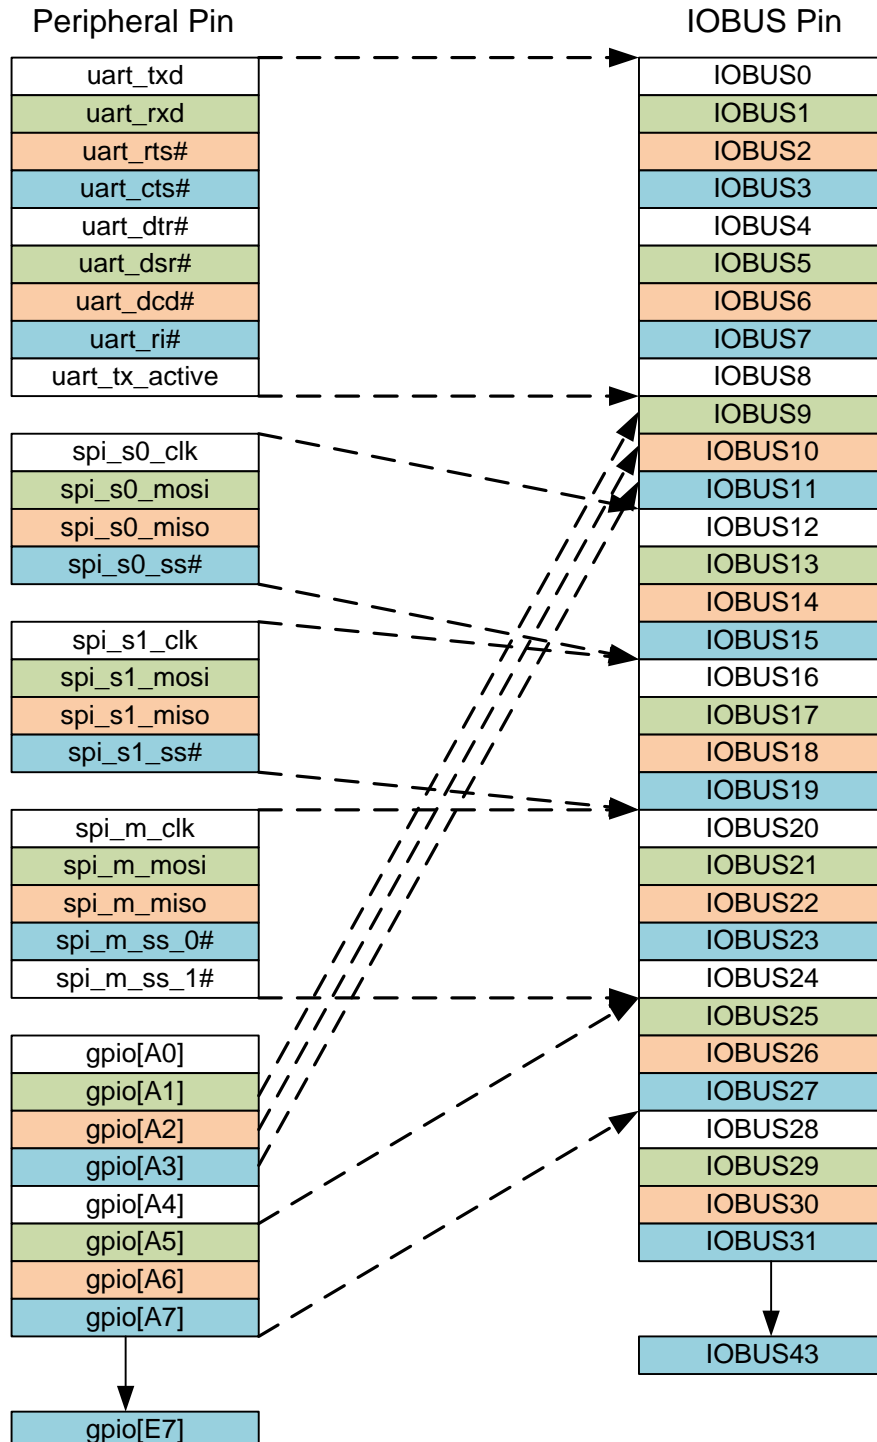 Peripheral Pin
uart_txd
uart_rxd
uart_rts#
uart_cts#
uart_dtr#
uart_dsr#
uart_dcd#
uart_ri#
uart_tx_active
spi_s0_clk
spi_s0_mosi
spi_s0_miso
spi_s0_ss#
spi_s1_clk
spi_s1_mosi
spi_s1_miso
spi_s1_ss#
spi_m_clk
spi_m_mosi
spi_m_miso
spi_m_ss_0#
spi_m_ss_1#
gpio[A0]
gpio[A1]
gpio[A2]
gpio[A3]
gpio[A4]
gpio[A5]
gpio[A6]
gpio[A7]
gpio[E7]
IOBUS Pin
IOBUS0
IOBUS1
IOBUS2
IOBUS3
IOBUS4
IOBUS5
IOBUS6
IOBUS7
IOBUS8
IOBUS9
IOBUS10
IOBUS11
IOBUS12
IOBUS13
IOBUS14
IOBUS15
IOBUS16
IOBUS17
IOBUS18
IOBUS19
IOBUS20
IOBUS21
IOBUS22
IOBUS23
IOBUS24
IOBUS25
IOBUS26
IOBUS27
IOBUS28
IOBUS29
IOBUS30
IOBUS31
IOBUS43